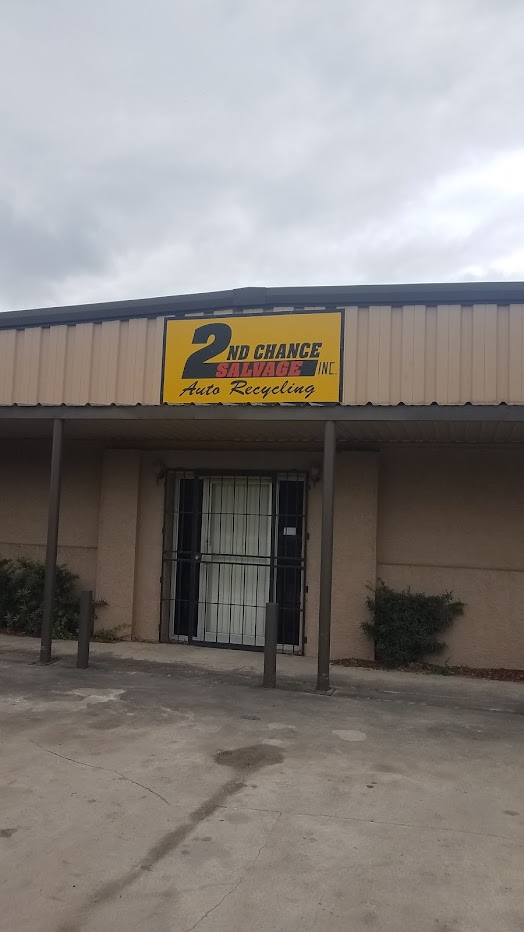 2ND CHANCE
SALVAGE INC.
Auto Recycling